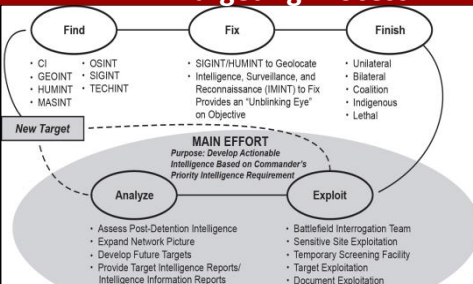 Find
Fix
Finish
• CI
• GEOINT
• HUMINT
• MASINT
• OSINT
• SIGINT
• TECHINT
• SIGINT/HUMINT to Geolocate
• Intelligence, Surveillance, and
Reconnaissance (IMINT) to Fix
Provides an “Unblinking Eye”
on Objective
• Unilateral
• Bilateral
• Coalition
• Indigenous
• Lethal
New Target
MAIN EFFORT
Purpose: Develop Actionable
Intelligence Based on Commander's
Priority Intelligence Requirement
Analyze
Exploit
• Assess Post-Detention Intelligence
• Expand Network Picture
• Develop Future Targets
• Provide Target Intelligence Reports/
Intelligence Information Reports
• Battlefield Interrogation Team
• Sensitive Site Exploitation
• Temporary Screening Facility
• Target Exploitation
• Document Exploitation